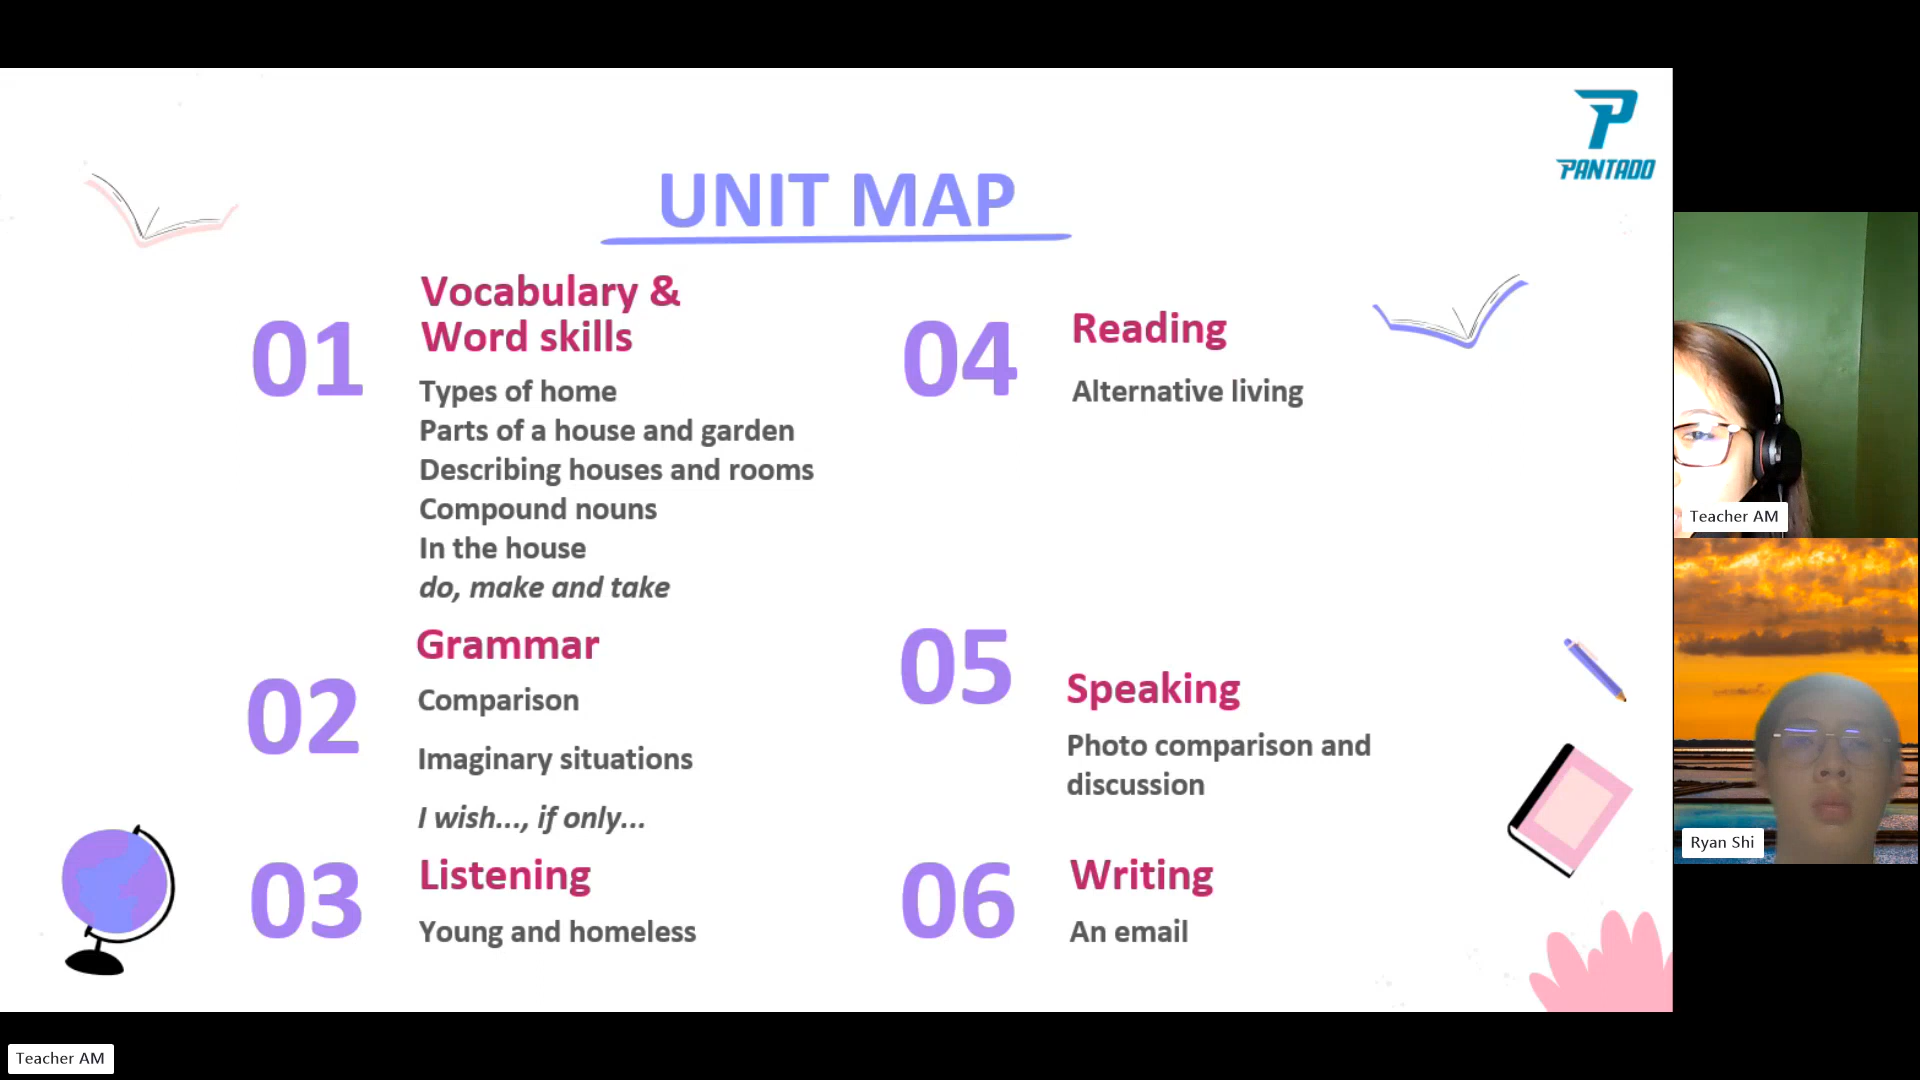 PANTADO
UNIT MAP
01
Vocabulary &
Word skills
Types of home
Parts of a house and garden
Describing houses and rooms
Compound nouns
In the house
do, make and take
02
Grammar
Comparison
Imaginary situations
I wish..., if only...
03
Listening
Young and homeless
04
Reading
Alternative living
05
Speaking
Photo comparison and
discussion
06
Writing
An email
Teacher AM
Ryan Shi
Teacher AM